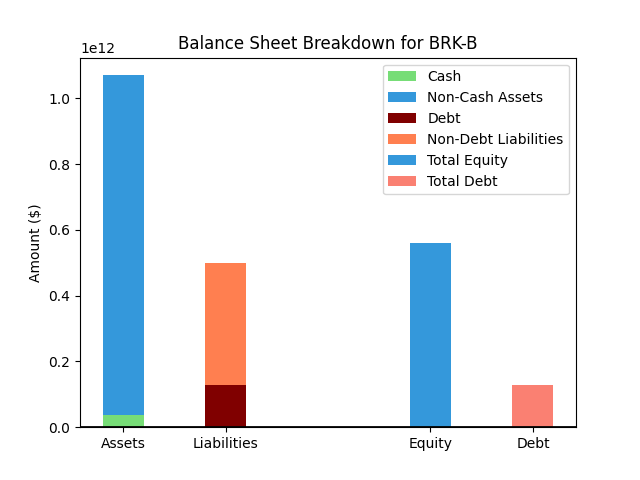 Balance Sheet Breakdown for BRK-B
1e12
Cash
Non-Cash Assets
Debt
Non-Debt Liabilities
Total Equity
Total Debt
Amount ($)
1.0
0.8
0.6
0.4
0.2
0.0
Assets Liabilities Equity Debt